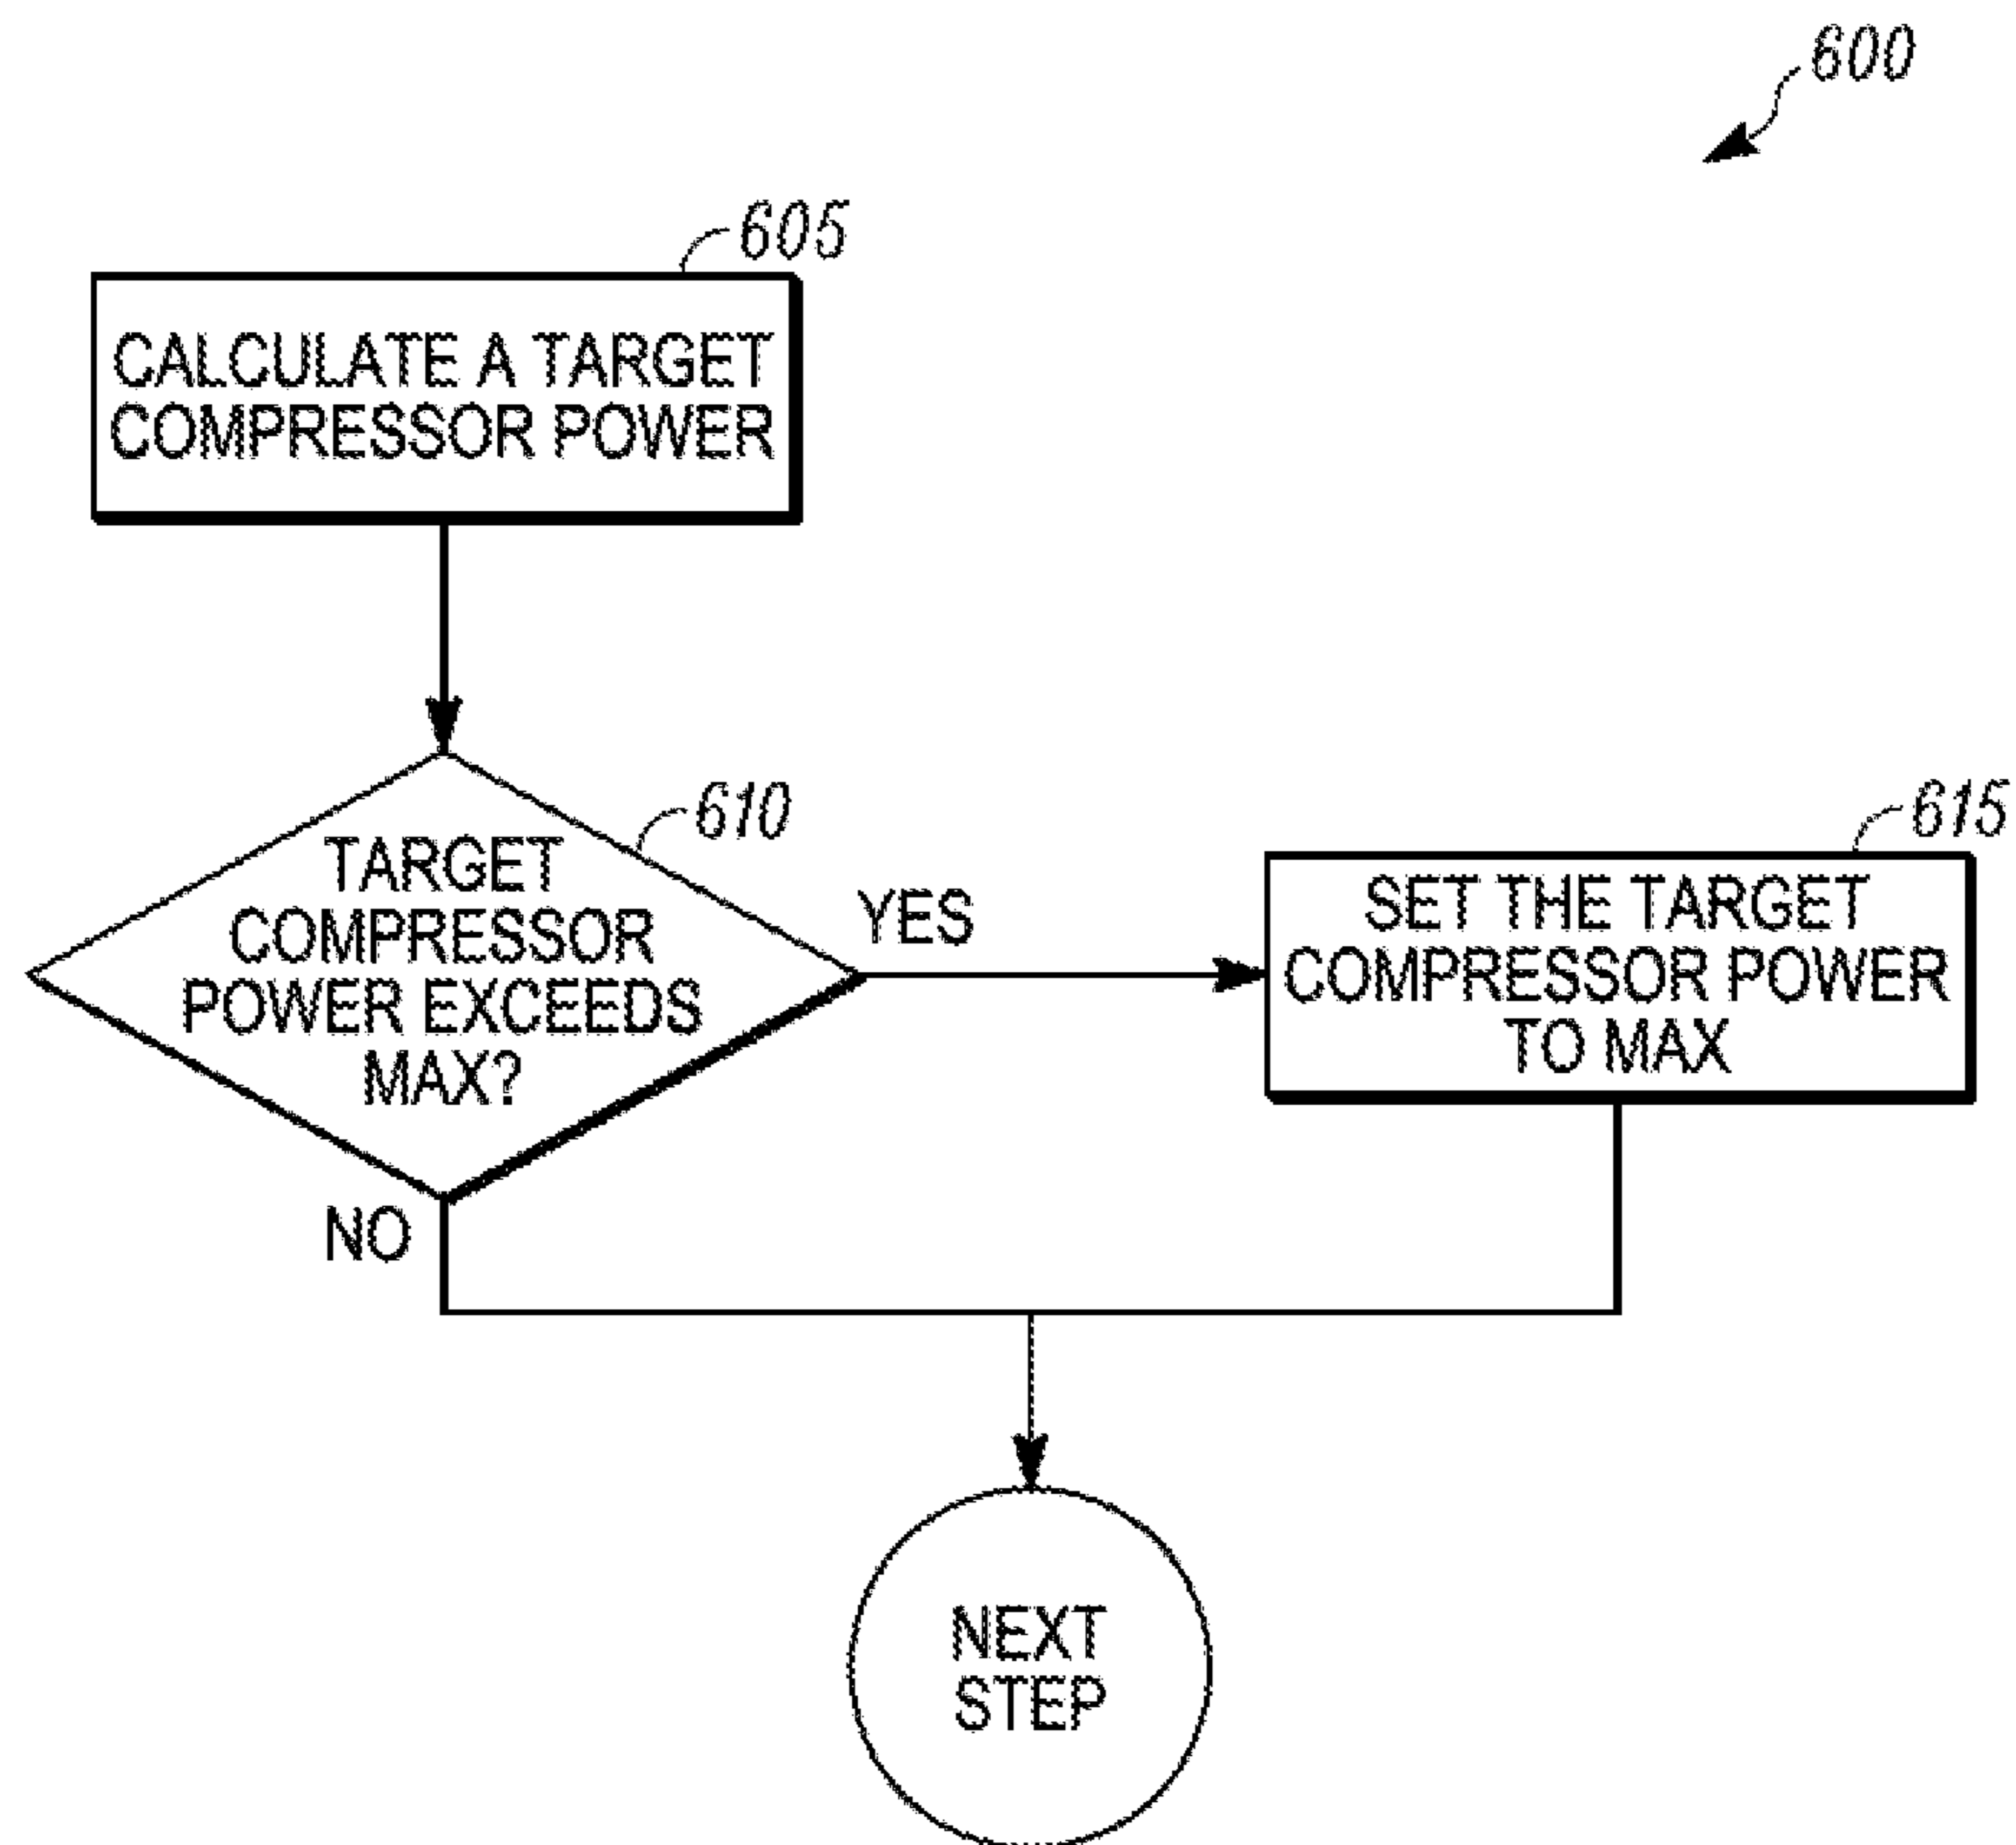 600
605
CALCULATE A TARGET
COMPRESSOR POWER
610
TARGET
COMPRESSOR
POWER EXCEEDS
MAX?
YES
615
SET THE TARGET
COMPRESSOR POWER
TO MAX
NO
NEXT
STEP